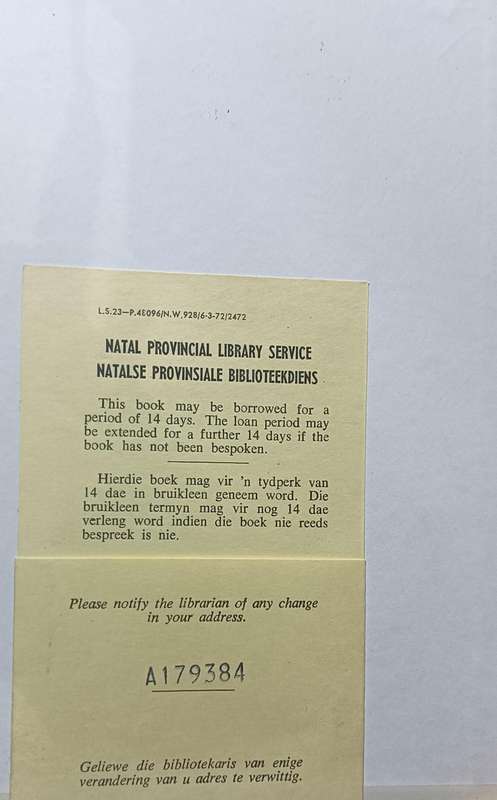 L.S.23—P.48096/N.W.928/6-3-72/2472
NATAL PROVINCIAL LIBRARY SERVICE
NATALSE PROVINSIALE BIBLIOTEEKDIENS
This book may be borrowed for a
period of 14 days. The loan period may
be extended for a further 14 days if the
book has not been bespoken.
Hierdie boek mag vir 'n tydperk van
14 dae in bruikleen geneem word. Die
bruikleen termyn mag vir nog 14 dae
verleng word indien die boek nie reeds
bespreek is nie.
Please notify the librarian of any change
in your address.
A179384
Geliewe die bibliotekaris van enige
verandering van u adres te verwittig.